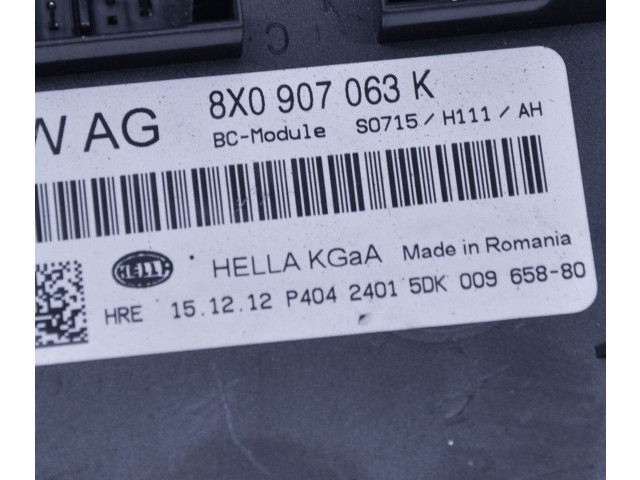 C
8X0 907 063 K
W AG
BC-Module S0715 / H111 / AH
HELLA HELLA KGaA Made in Romania
HRE 15.12.12 P404 2401 5DK 009 658-80